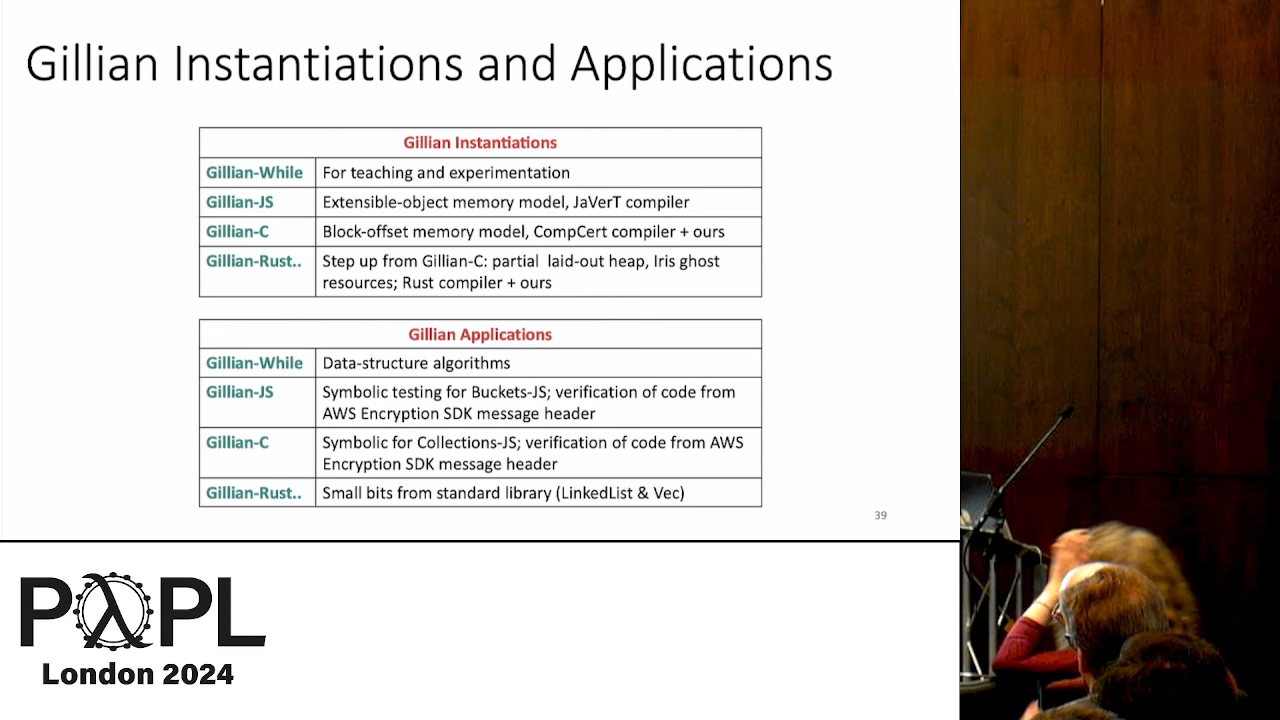 Gillian Instantiations and Applications
Gillian Instantiations
Gillian-While For teaching and experimentation
Gillian-JS Extensible-object memory model, JaVerT compiler
Gillian-C Block-offset memory model, CompCert compiler + ours
Gillian-Rust.. Step up from Gillian-C: partial laid-out heap, Iris ghost
resources; Rust compiler + ours
Gillian Applications
Gillian-While Data-structure algorithms
Gillian-JS Symbolic testing for Buckets-JS; verification of code from
AWS Encryption SDK message header
Gillian-C Symbolic for Collections-JS; verification of code from AWS
Encryption SDK message header
Gillian-Rust.. Small bits from standard library (LinkedList & Vec)
39
PλPL
London 2024